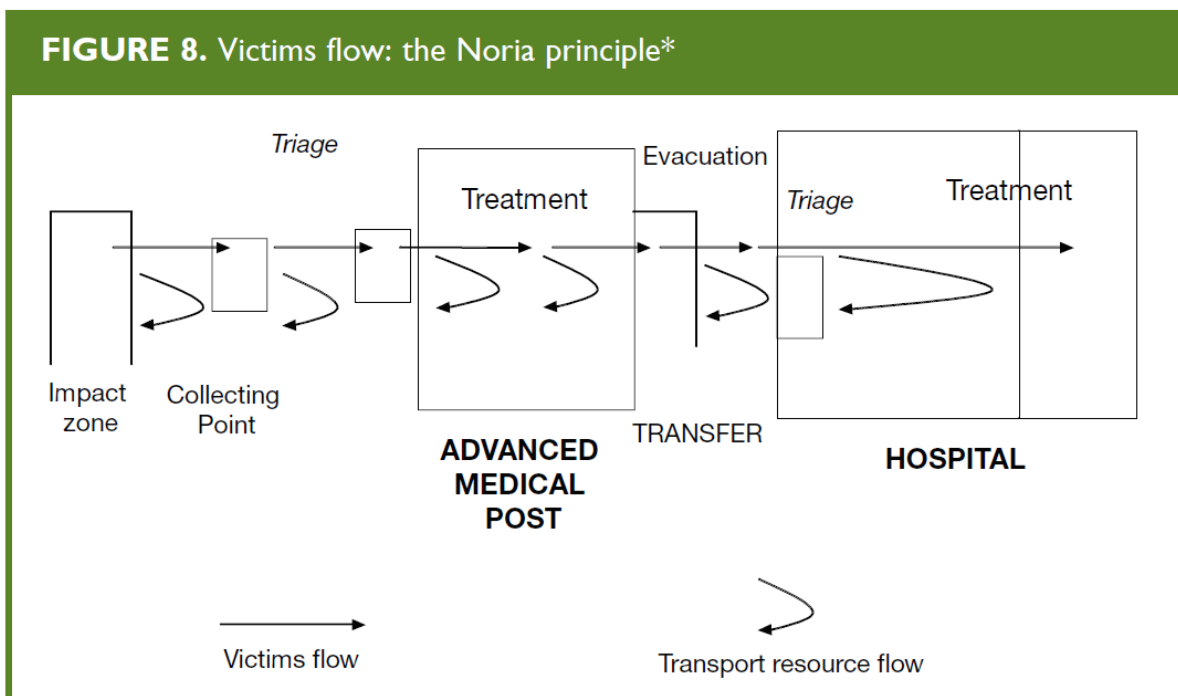 FIGURE 8. Victims flow: the Noria principle*
Triage
Evacuation
Treatment
Triage
Treatment
Impact
zone
Collecting
Point
TRANSFER
ADVANCED
MEDICAL
POST
HOSPITAL
Victims flow
Transport resource flow